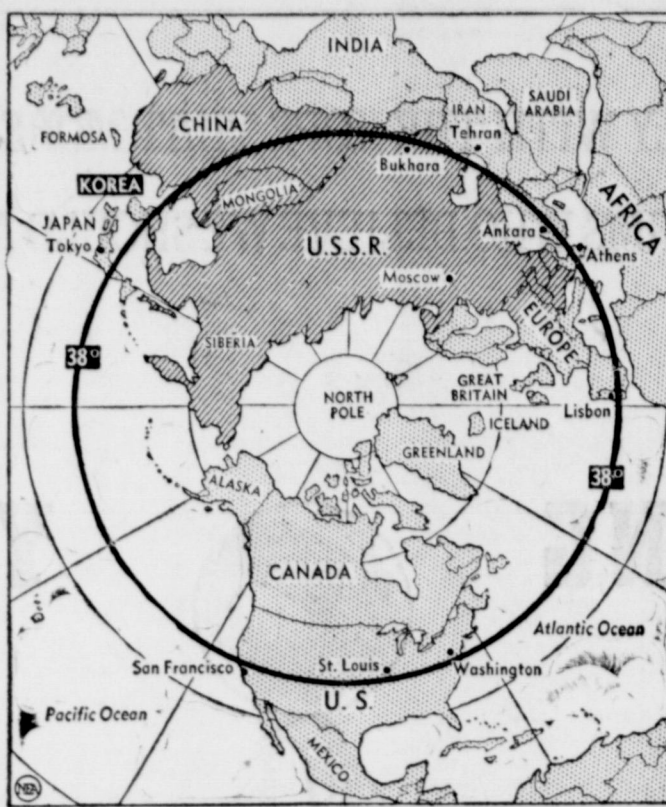 INDIA
SAUDI
ARABIA
IRAN
Tehran
CHINA
FORMOSA
Bukhara
KOREA
MONGOLIA
AFRICA
JAPAN
Tokyo
U.S.S.R.
Ankara
Athens
Moscow
EUROPE
SIBERIA
38°
NORTH
POLE
GREAT
BRITAIN
Lisbon
ICELAND
GREENLAND
38°
ALASKA
CANADA
Atlantic Ocean
San Francisco
St. Louis
Washington
U. S.
Pacific Ocean
MEXICO
NEA